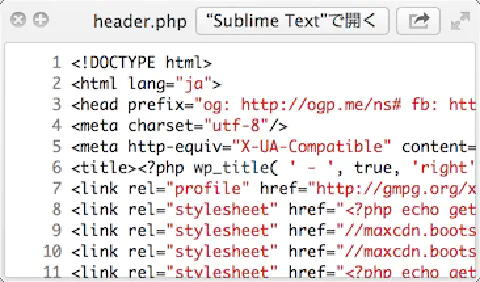 header.php "Sublime Text"で開く
1 <!DOCTYPE html>
2 <html lang="ja">
3 <head prefix="og: http://ogp.me/ns# fb: htt
4 <meta charset="utf-8"/>
5 <meta http-equiv="X-UA-Compatible" content=
6 <title><?php wp_title( ' - ', true, 'right'
7 <link rel="profile" href="http://gmpg.org/x
8 <link rel="stylesheet" href="<?php echo get
9 <link rel="stylesheet" href="//maxcdn.boots
10 <link rel="stylesheet" href="//maxcdn.boots
11 <link rel="stylesheet" href="<?php echo get